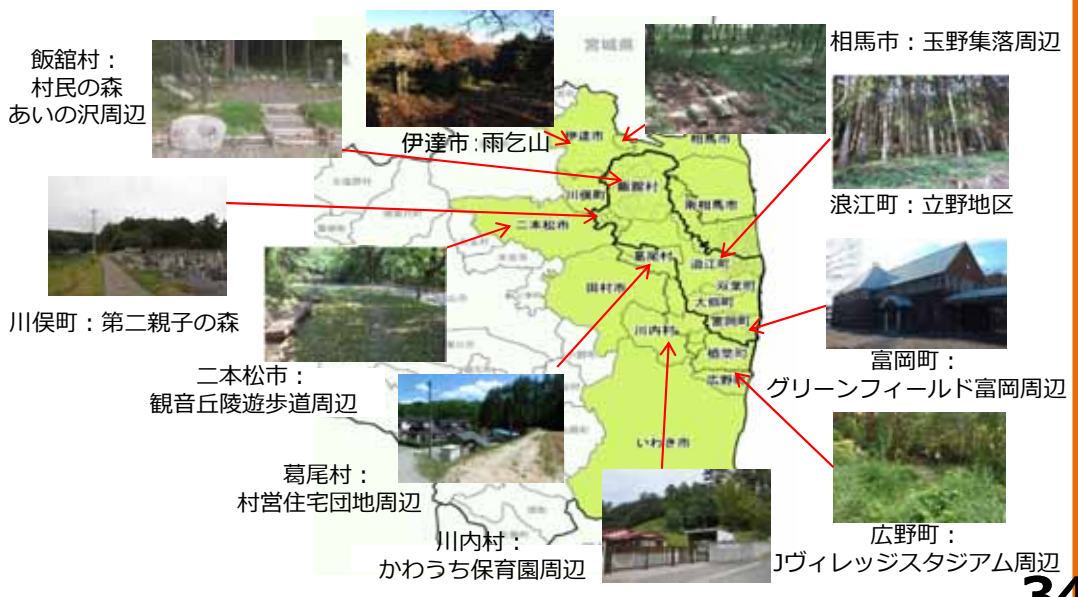 飯舘村：
村民の森
あいの沢周辺
伊達市：雨乞山
相馬市：玉野集落周辺
浪江町：立野地区
川俣町：第二親子の森
二本松市：
観音丘陵遊歩道周辺
富岡町：
グリーンフィールド富岡周辺
葛尾村：
村営住宅団地周辺
川内村：
かわうち保育園周辺
広野町：
Jヴィレッジスタジアム周辺
宮城県
伊達市
相馬市
川俣町
飯舘村
南相馬市
二本松市
葛尾村
浪江町
双葉町
田村市
大熊町
富岡町
川内村
楢葉町
広野町
いわき市
34